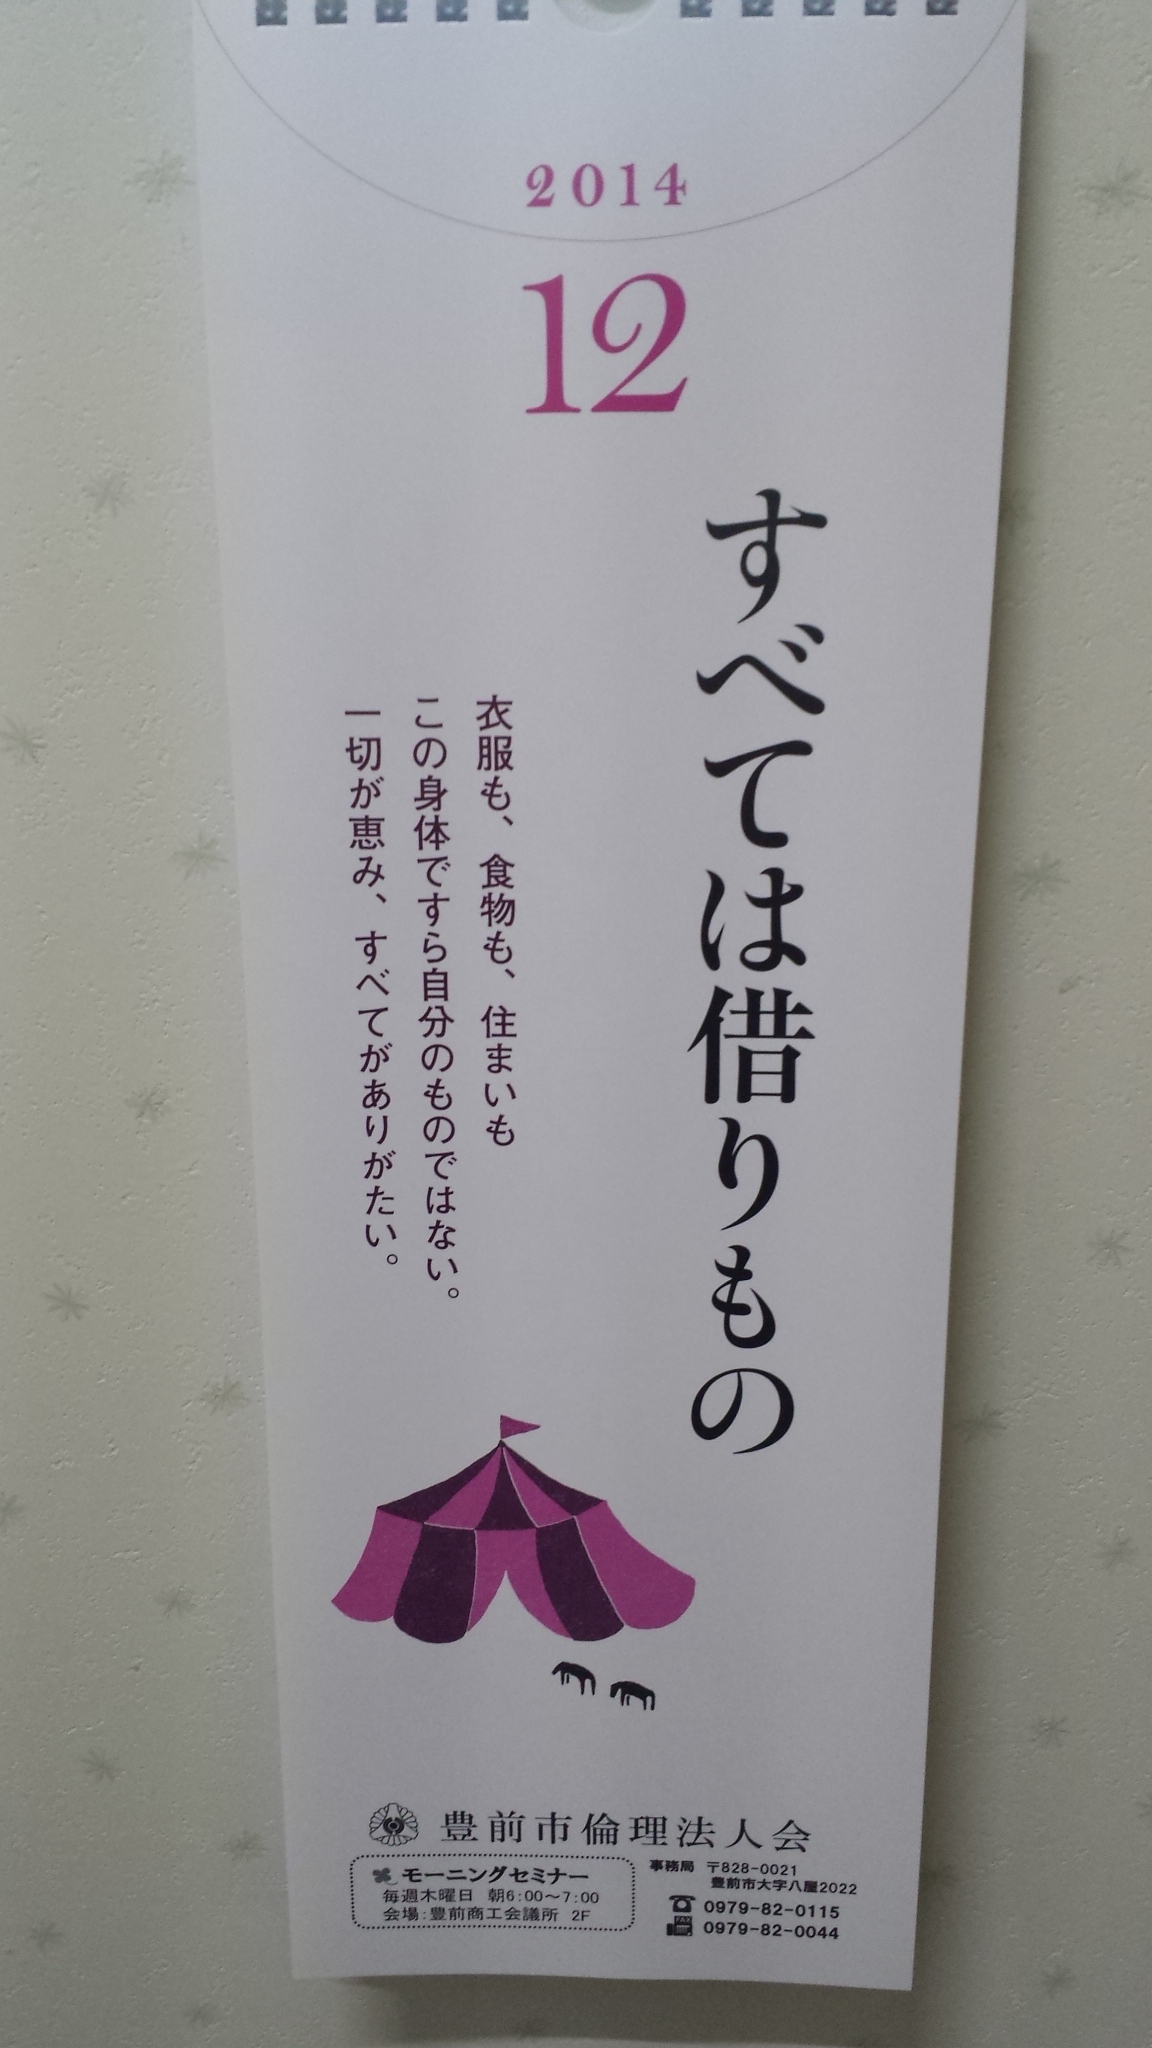 2014
12
すべては借りもの
衣服も、食物も、住まいも
この身体ですら自分のものではない。
一切が恵み、すべてがありがたい。
豊前市倫理法人会
モーニングセミナー
毎週木曜日 朝6:00〜7:00
会場:豊前商工会議所 2F
事務局 〒828-0021
豊前市大字八屋2022
0979-82-0115
FAX 0979-82-0044